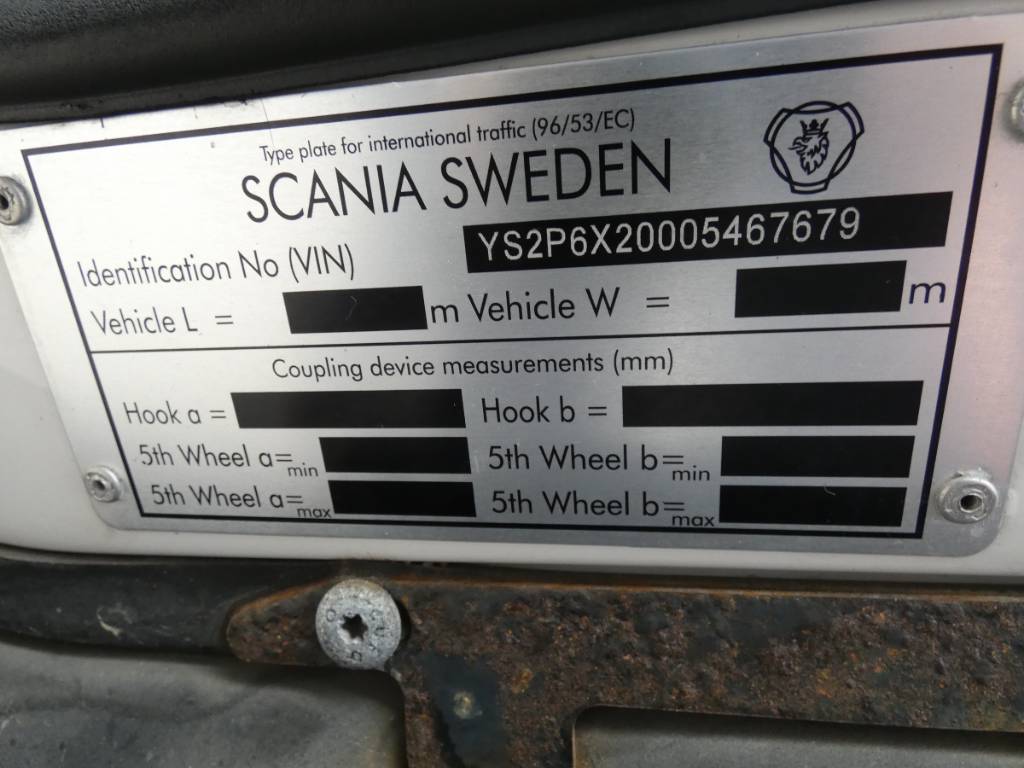 Type plate for international traffic (96/53/EC)
SCANIA SWEDEN
Identification No (VIN) YS2P6X20005467679
Vehicle L = m Vehicle W = m
Coupling device measurements (mm)
Hook a = Hook b =
5th Wheel a=min 5th Wheel b=min
5th Wheel a=max 5th Wheel b=max